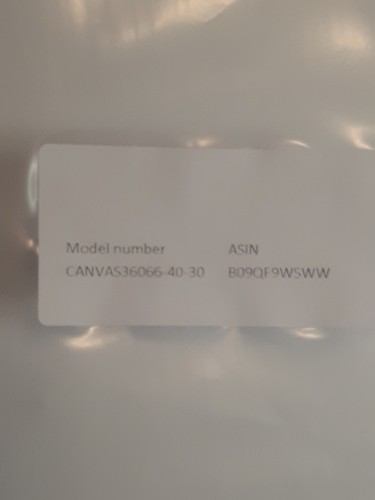 Model number ASIN
CANVAS36066-40-30 B09QF9WSWW